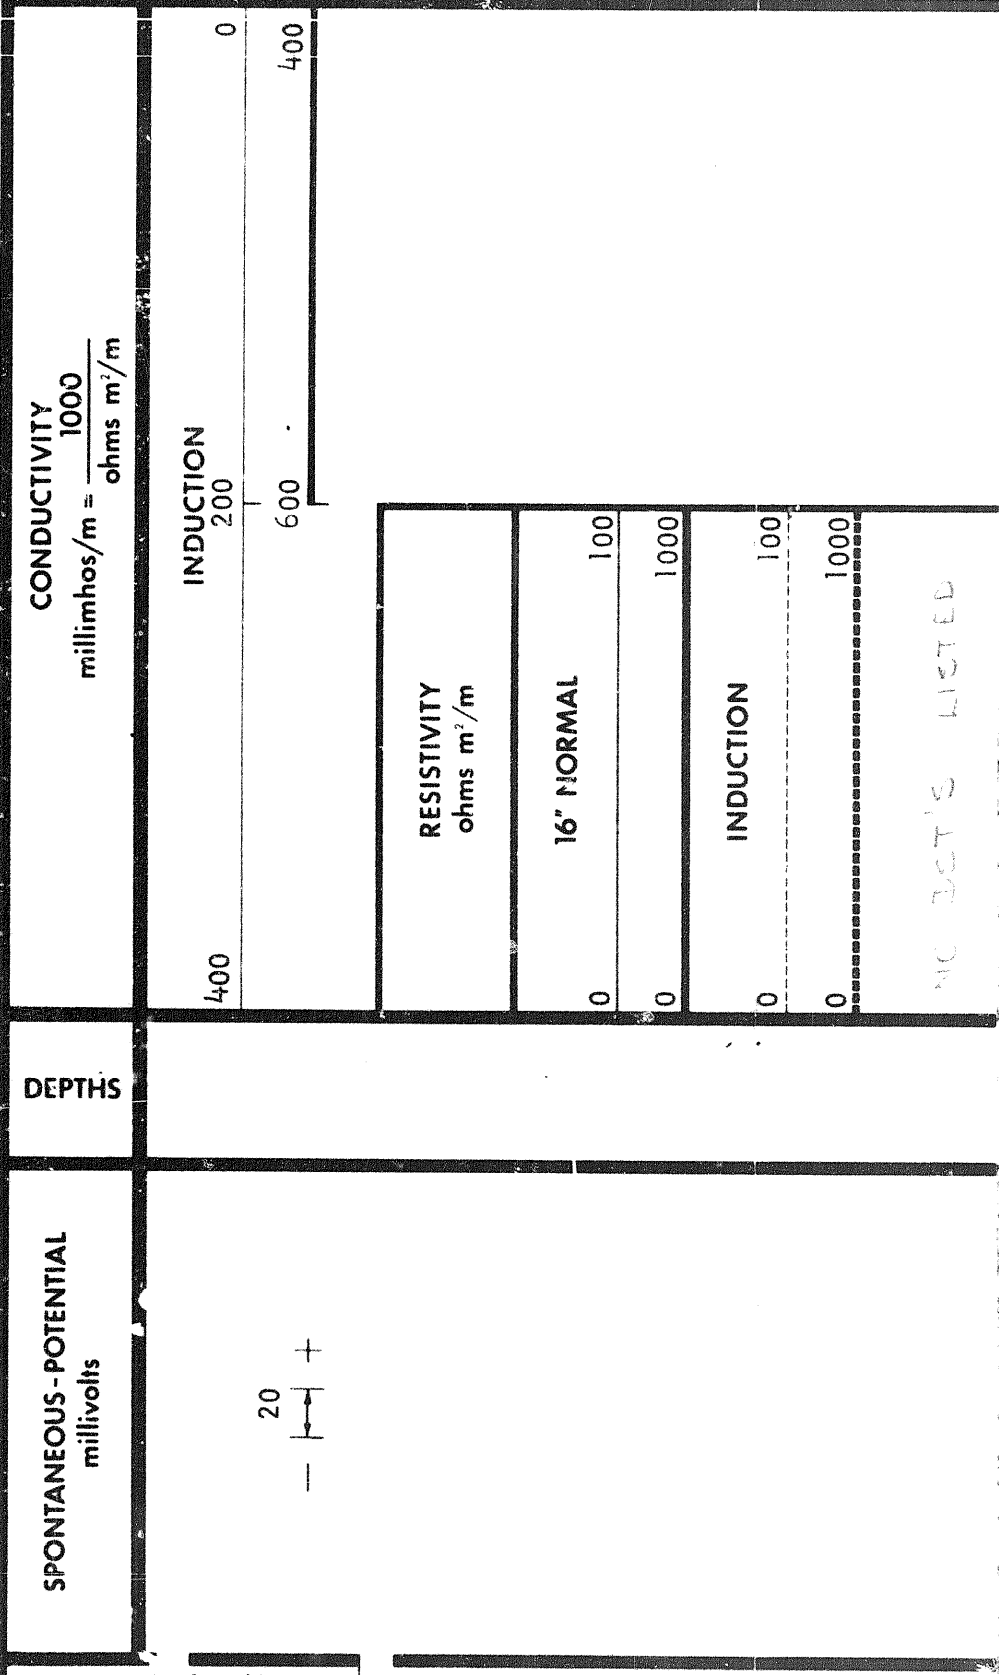 SPONTANEOUS-POTENTIAL
millivolts
DEPTHS
CONDUCTIVITY
millimhos/m = 1000
ohms m²/m
— 20 +
INDUCTION
400 200 0
600 400
RESISTIVITY
ohms m²/m
16" NORMAL
0 100
0 1000
INDUCTION
0 100
0 1000
LISTED